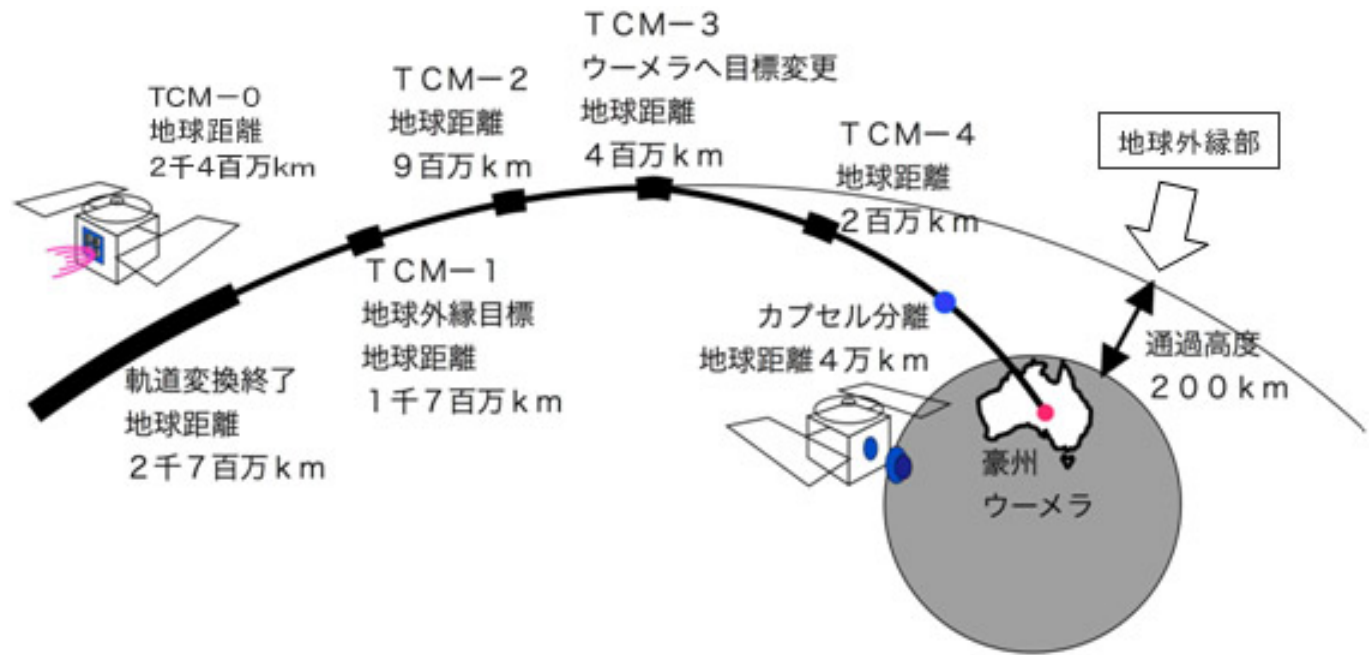 TCM－0
地球距離
2千4百万km
軌道変換終了
地球距離
2千7百万km
TCM－1
地球外縁目標
地球距離
1千7百万km
TCM－2
地球距離
9百万km
TCM－3
ウーメラへ目標変更
地球距離
4百万km
TCM－4
地球距離
2百万km
カプセル分離
地球距離4万km
地球外縁部
通過高度
200km
豪州
ウーメラ